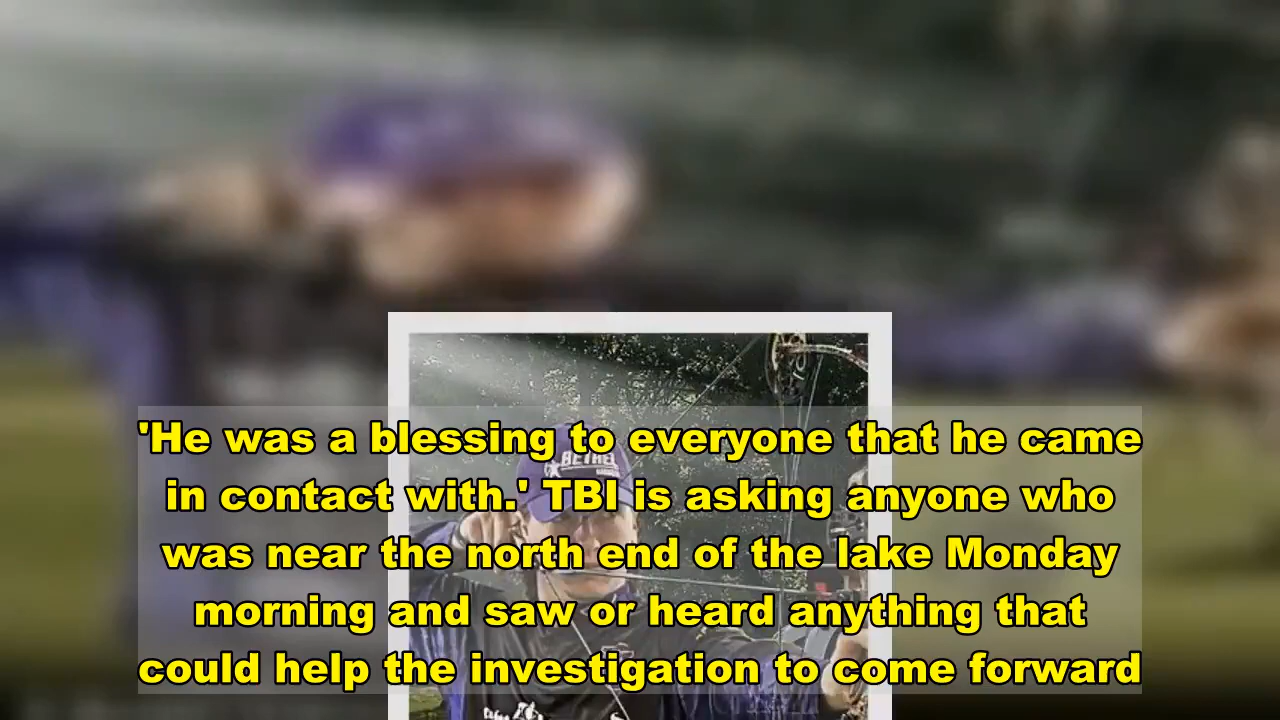 'He was a blessing to everyone that he came
in contact with.' TBI is asking anyone who
was near the north end of the lake Monday
morning and saw or heard anything that
could help the investigation to come forward
BETHEL